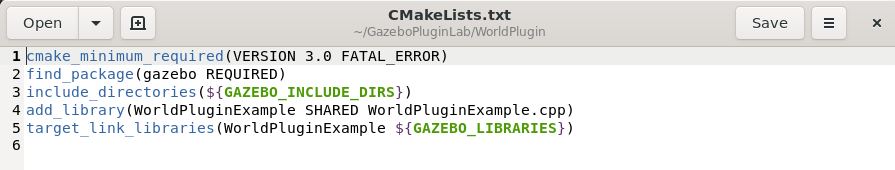 Open
CMakeLists.txt
~/GazeboPluginLab/WorldPlugin
Save
1 cmake_minimum_required(VERSION 3.0 FATAL_ERROR)
2 find_package(gazebo REQUIRED)
3 include_directories(${GAZEBO_INCLUDE_DIRS})
4 add_library(WorldPluginExample SHARED WorldPluginExample.cpp)
5 target_link_libraries(WorldPluginExample ${GAZEBO_LIBRARIES})
6